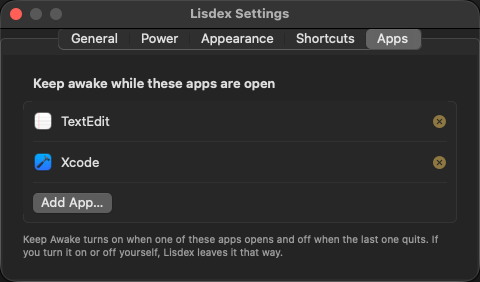 Lisdex Settings
General Power Appearance Shortcuts Apps
Keep awake while these apps are open
TextEdit
Xcode
Add App...
Keep Awake turns on when one of these apps opens and off when the last one quits. If
you turn it on or off yourself, Lisdex leaves it that way.